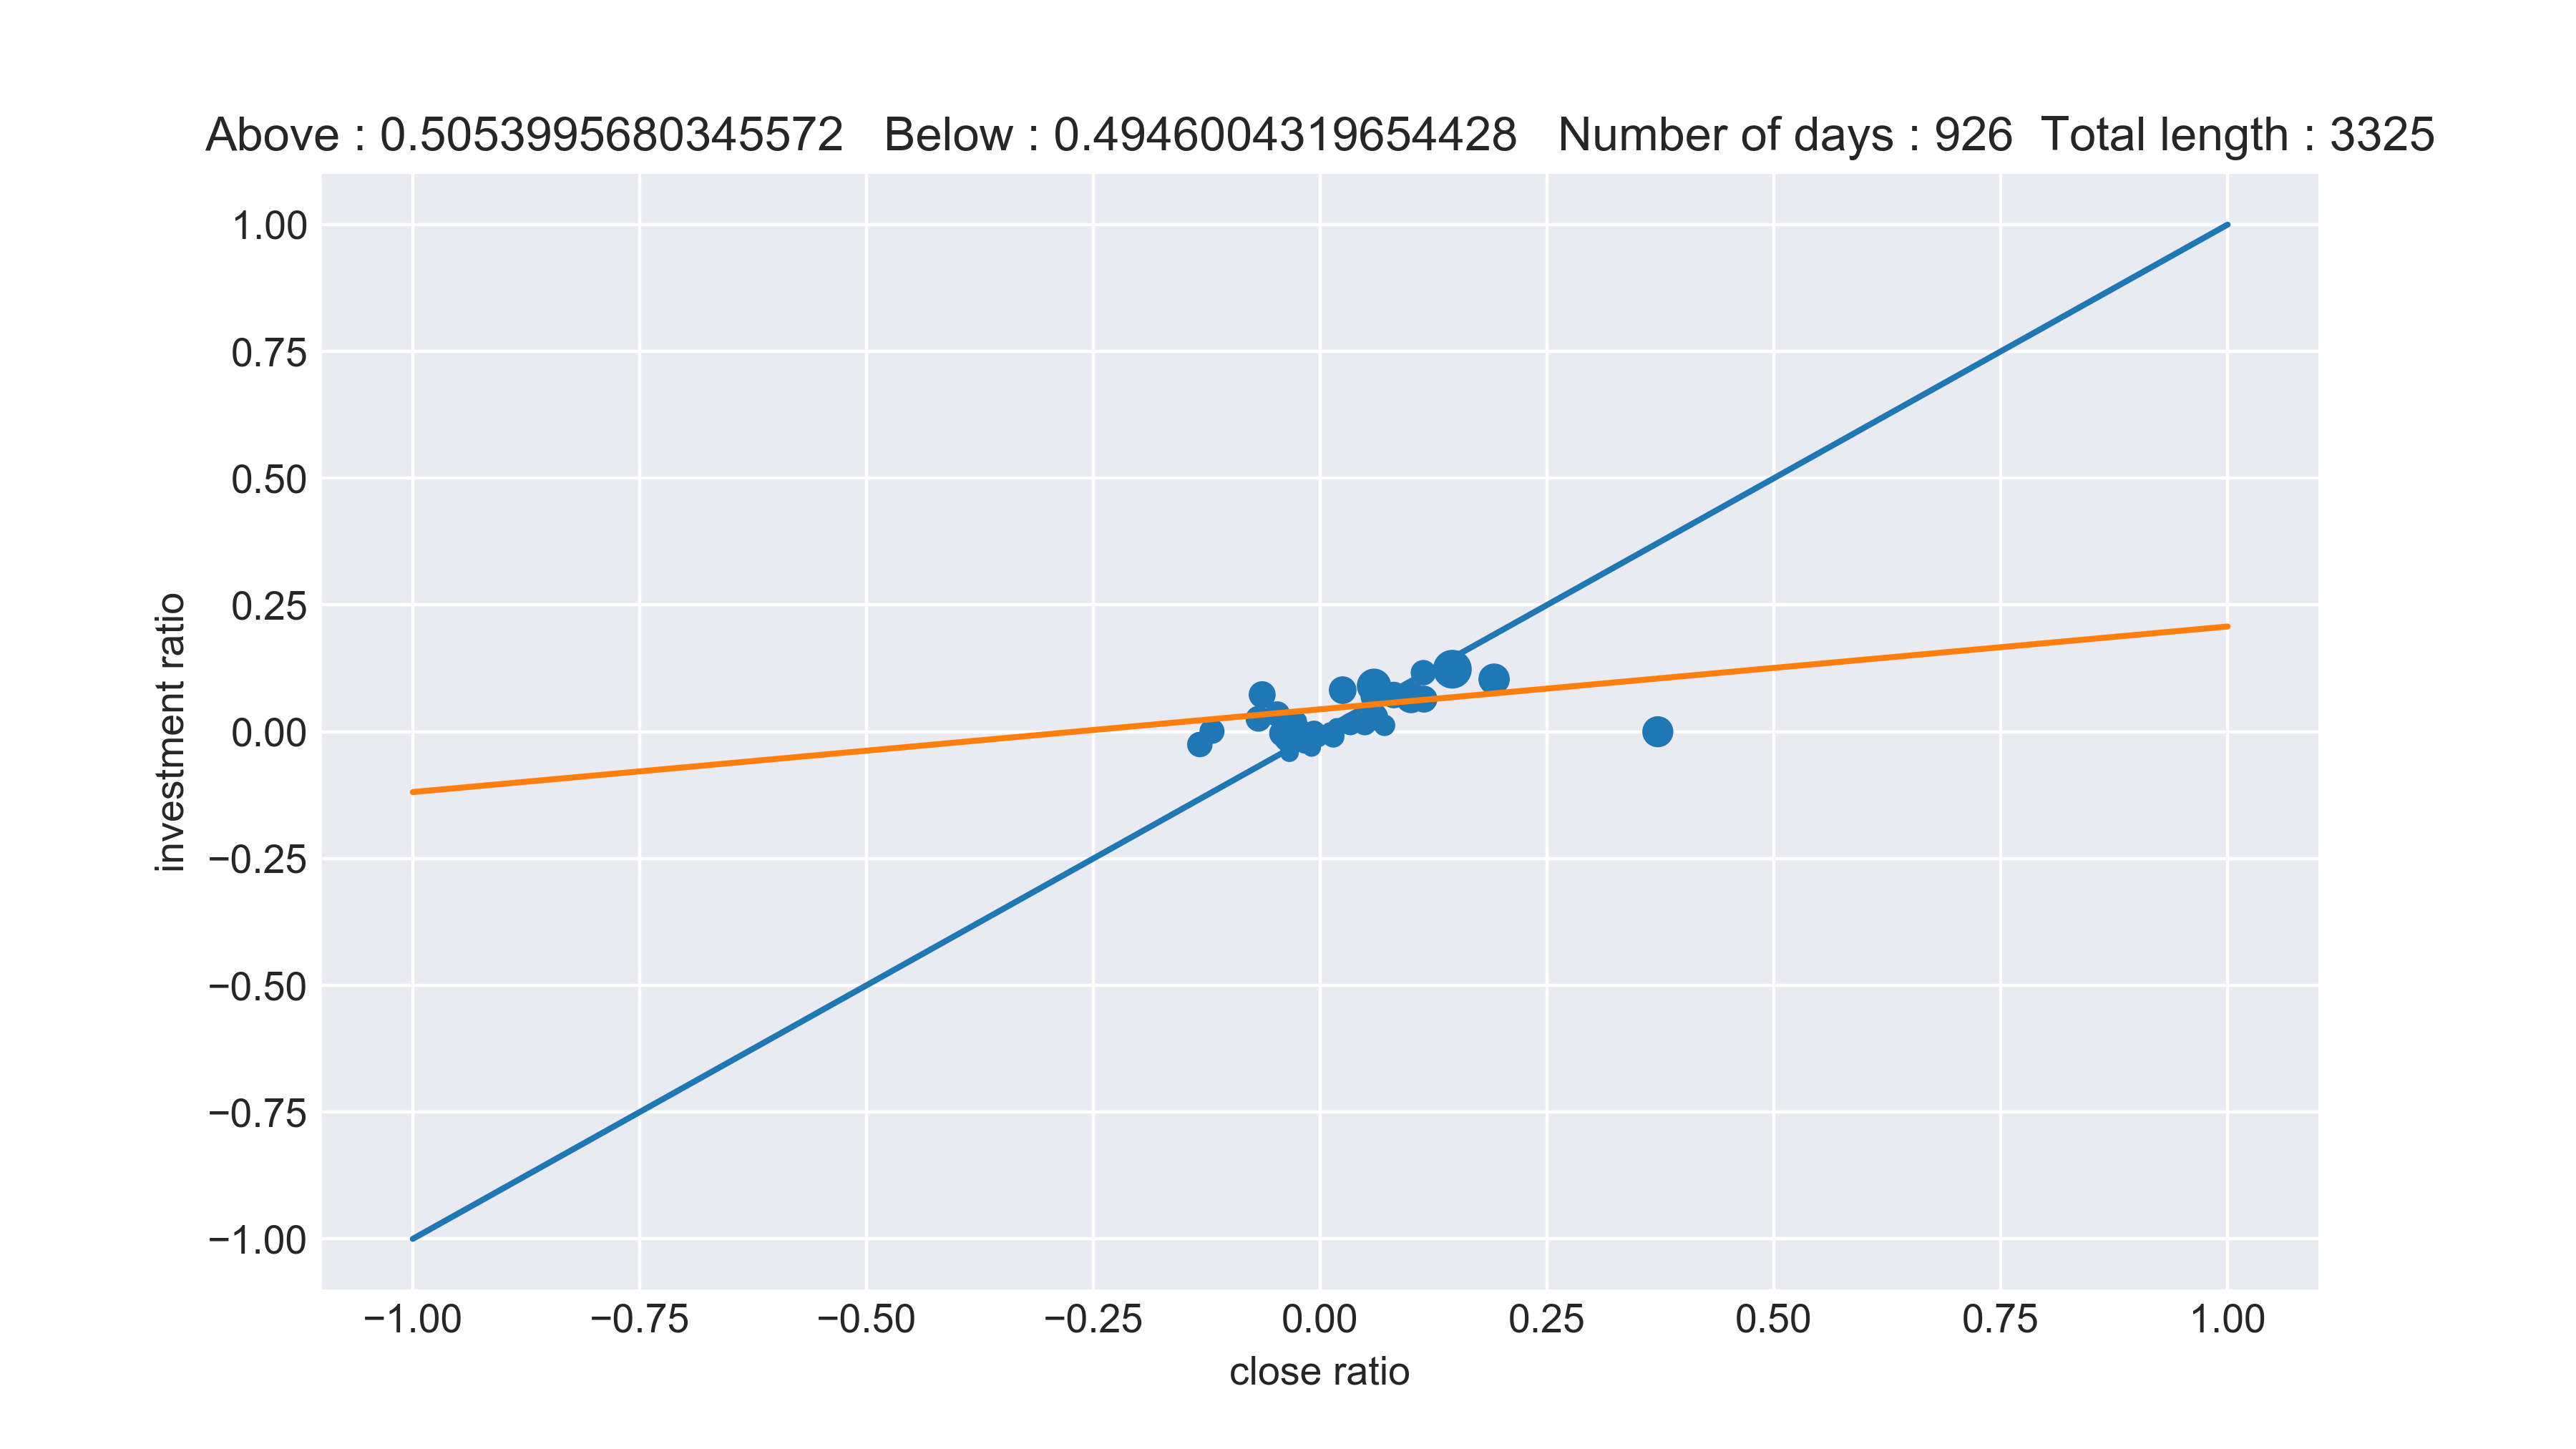 Above : 0.5053995680345572 Below : 0.4946004319654428 Number of days : 926 Total length : 3325
1.00
0.75
0.50
0.25
0.00
−0.25
−0.50
−0.75
−1.00
investment ratio
−1.00 −0.75 −0.50 −0.25 0.00 0.25 0.50 0.75 1.00
close ratio